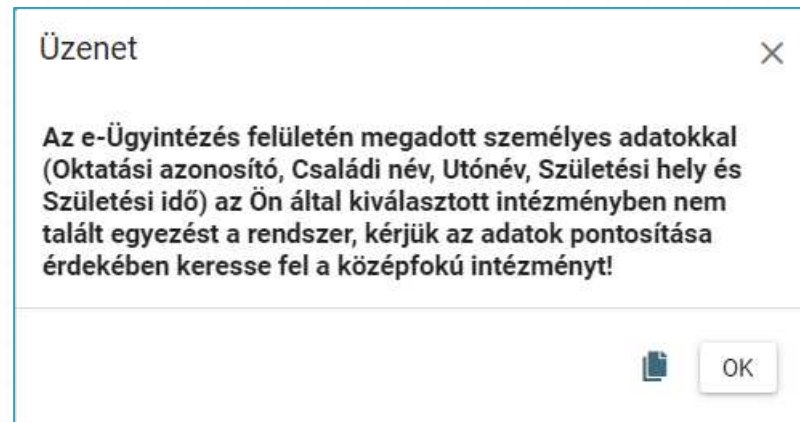 Üzenet
Az e-Ügyintézés felületén megadott személyes adatokkal
(Oktatási azonosító, Családi név, Utónév, Születési hely és
Születési idő) az Ön által kiválasztott intézményben nem
talált egyezést a rendszer, kérjük az adatok pontosítása
érdekében keresse fel a középfokú intézményt!
OK